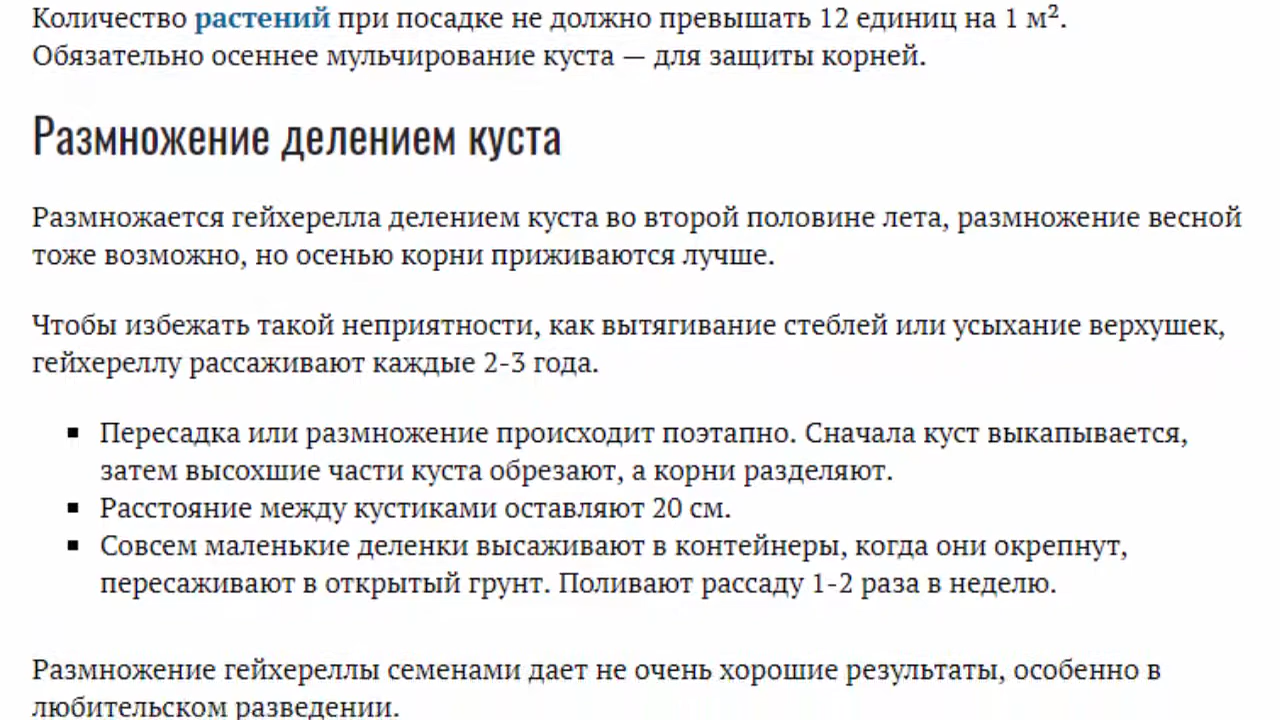 Количество растений при посадке не должно превышать 12 единиц на 1 м².
Обязательно осеннее мульчирование куста — для защиты корней.
Размножение делением куста
Размножается гейхерелла делением куста во второй половине лета, размножение весной
тоже возможно, но осенью корни приживаются лучше.
Чтобы избежать такой неприятности, как вытягивание стеблей или усыхание верхушек,
гейхереллу рассаживают каждые 2-3 года.
▪ Пересадка или размножение происходит поэтапно. Сначала куст выкапывается,
затем высохшие части куста обрезают, а корни разделяют.
▪ Расстояние между кустиками оставляют 20 см.
▪ Совсем маленькие деленки высаживают в контейнеры, когда они окрепнут,
пересаживают в открытый грунт. Поливают рассаду 1-2 раза в неделю.
Размножение гейхереллы семенами дает не очень хорошие результаты, особенно в
любительском разведении.